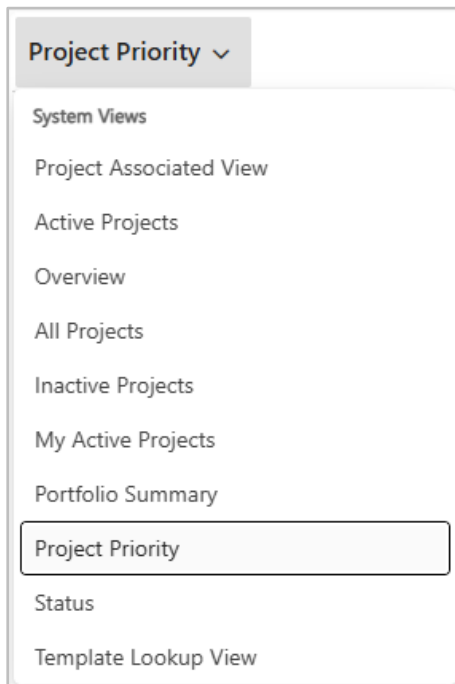 Project Priority
System Views
Project Associated View
Active Projects
Overview
All Projects
Inactive Projects
My Active Projects
Portfolio Summary
Project Priority
Status
Template Lookup View